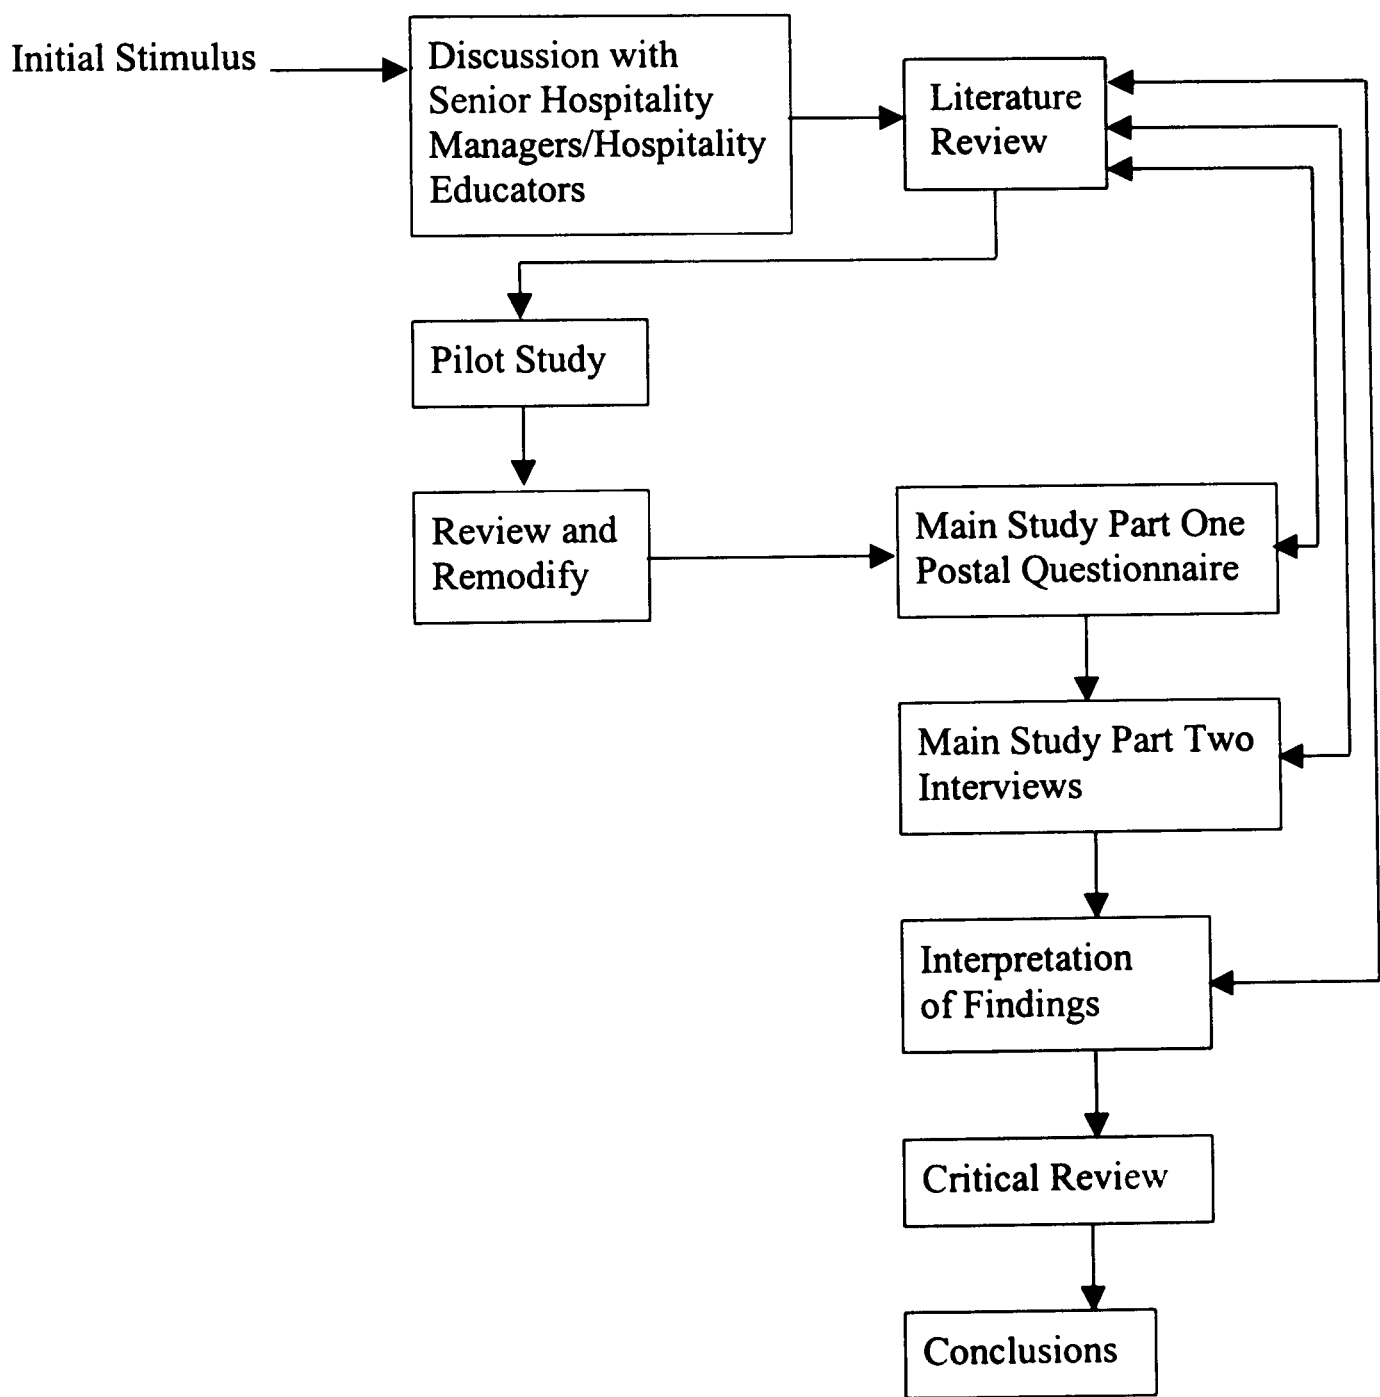 Initial Stimulus
Discussion with
Senior Hospitality
Managers/Hospitality
Educators
Literature
Review
Pilot Study
Review and
Remodify
Main Study Part One
Postal Questionnaire
Main Study Part Two
Interviews
Interpretation
of Findings
Critical Review
Conclusions